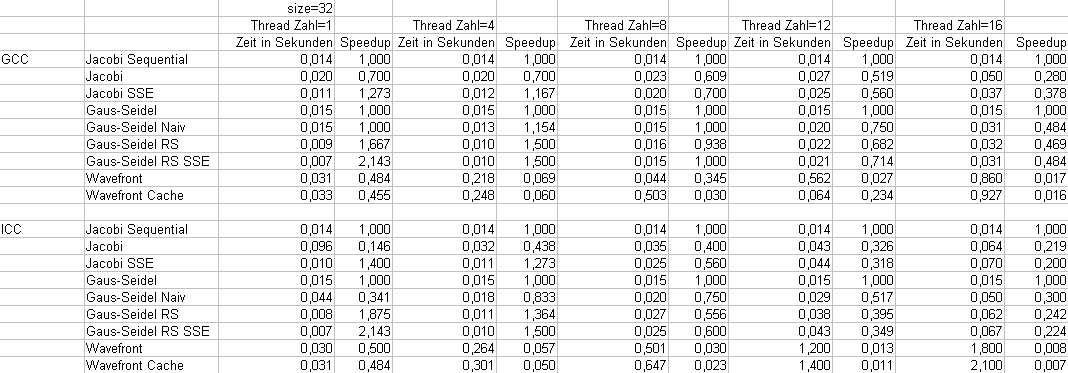 size=32
Thread Zahl=1 Thread Zahl=4 Thread Zahl=8 Thread Zahl=12 Thread Zahl=16
Zeit in Sekunden Speedup Zeit in Sekunden Speedup Zeit in Sekunden Speedup Zeit in Sekunden Speedup Zeit in Sekunden Speedup
GCC Jacobi Sequential 0,014 1,000 0,014 1,000 0,014 1,000 0,014 1,000 0,014 1,000
Jacobi 0,020 0,700 0,020 0,700 0,023 0,609 0,027 0,519 0,050 0,280
Jacobi SSE 0,011 1,273 0,012 1,167 0,020 0,700 0,025 0,560 0,037 0,378
Gaus-Seidel 0,015 1,000 0,015 1,000 0,015 1,000 0,015 1,000 0,015 1,000
Gaus-Seidel Naiv 0,015 1,000 0,013 1,154 0,015 1,000 0,020 0,750 0,031 0,484
Gaus-Seidel RS 0,009 1,667 0,010 1,500 0,016 0,938 0,022 0,682 0,032 0,469
Gaus-Seidel RS SSE 0,007 2,143 0,010 1,500 0,015 1,000 0,021 0,714 0,031 0,484
Wavefront 0,031 0,484 0,218 0,069 0,044 0,345 0,562 0,027 0,860 0,017
Wavefront Cache 0,033 0,455 0,248 0,060 0,503 0,030 0,064 0,234 0,927 0,016
ICC Jacobi Sequential 0,014 1,000 0,014 1,000 0,014 1,000 0,014 1,000 0,014 1,000
Jacobi 0,096 0,146 0,032 0,438 0,035 0,400 0,043 0,326 0,064 0,219
Jacobi SSE 0,010 1,400 0,011 1,273 0,025 0,560 0,044 0,318 0,070 0,200
Gaus-Seidel 0,015 1,000 0,015 1,000 0,015 1,000 0,015 1,000 0,015 1,000
Gaus-Seidel Naiv 0,044 0,341 0,018 0,833 0,020 0,750 0,029 0,517 0,050 0,300
Gaus-Seidel RS 0,008 1,875 0,011 1,364 0,027 0,556 0,038 0,395 0,062 0,242
Gaus-Seidel RS SSE 0,007 2,143 0,010 1,500 0,025 0,600 0,043 0,349 0,067 0,224
Wavefront 0,030 0,500 0,264 0,057 0,501 0,030 1,200 0,013 1,800 0,008
Wavefront Cache 0,031 0,484 0,301 0,050 0,647 0,023 1,400 0,011 2,100 0,007